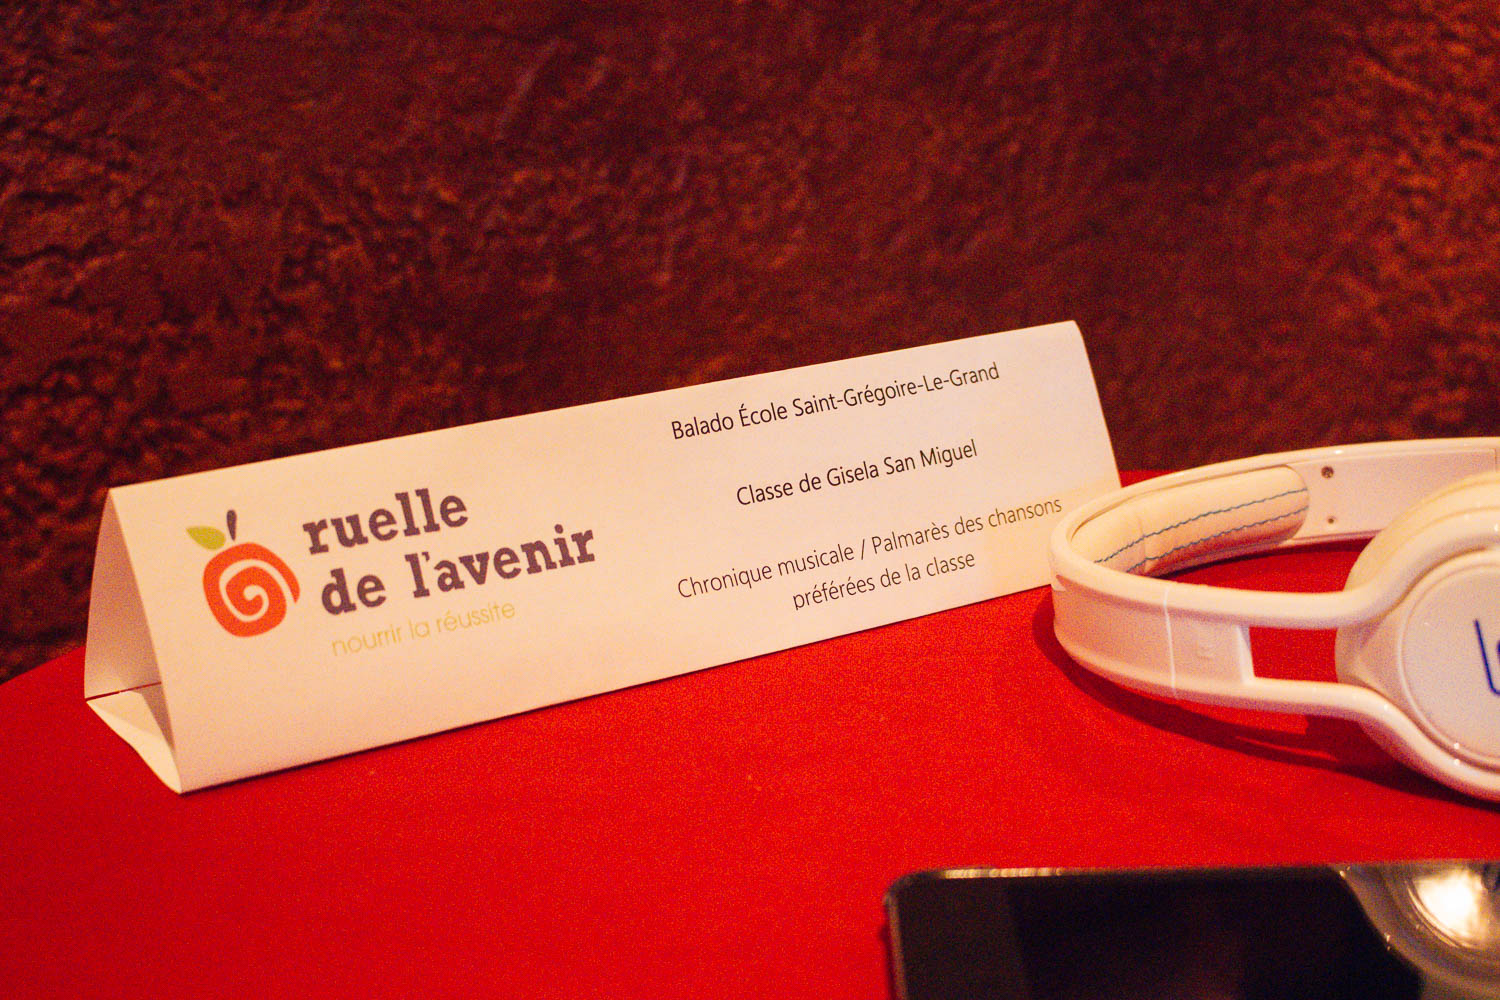 ruelle
de l'avenir
nourrir la réussite
Balado École Saint-Grégoire-Le-Grand
Classe de Gisela San Miguel
Chronique musicale / Palmarès des chansons
préférées de la classe